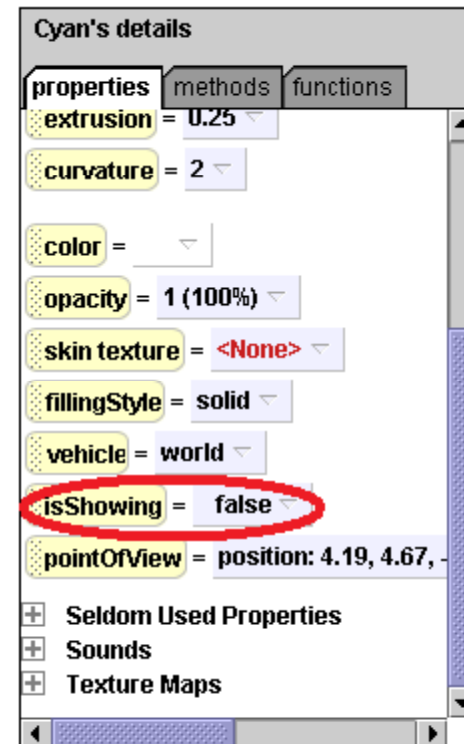 Cyan's details
properties methods functions
extrusion = 0.25
curvature = 2
color =
opacity = 1 (100%)
skin texture = <None>
fillingStyle = solid
vehicle = world
isShowing = false
pointOfView = position: 4.19, 4.67, -
Seldom Used Properties
Sounds
Texture Maps